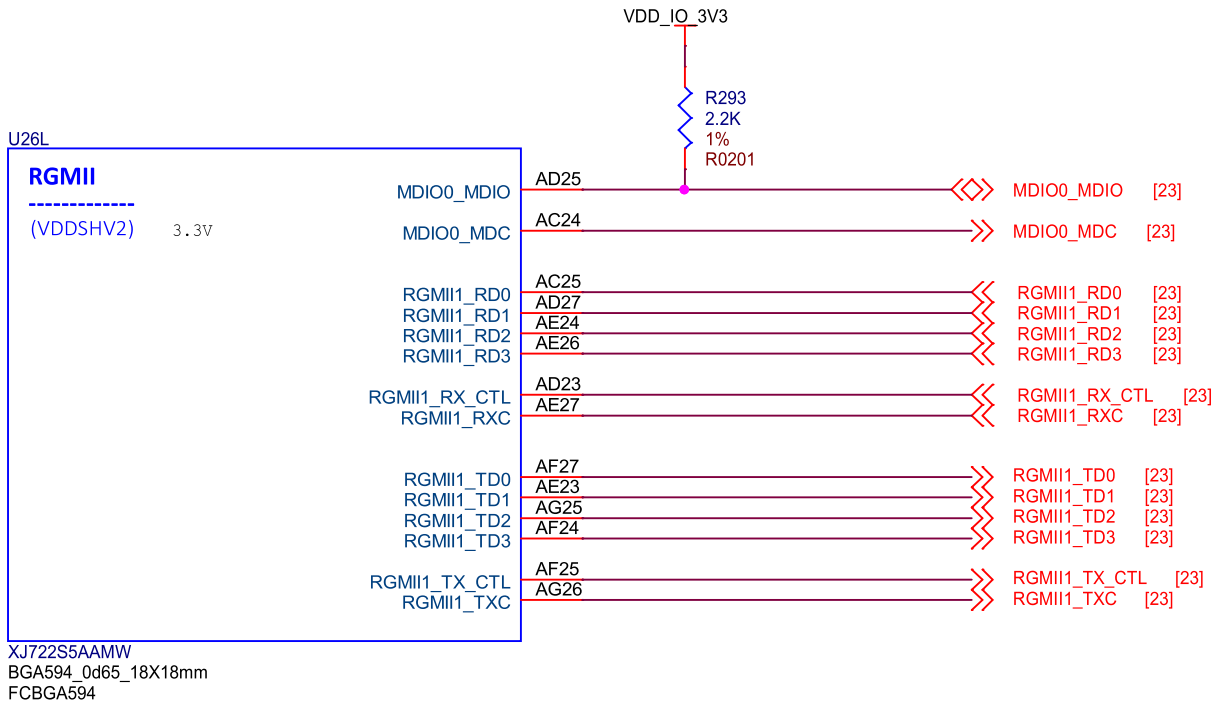 VDD_IO_3V3
R293
2.2K
1%
R0201
U26L
RGMII
-------------
(VDDSHV2) 3.3V
MDIO0_MDIO AD25 MDIO0_MDIO [23]
MDIO0_MDC AC24 MDIO0_MDC [23]
RGMII1_RD0 AC25 RGMII1_RD0 [23]
RGMII1_RD1 AD27 RGMII1_RD1 [23]
RGMII1_RD2 AE24 RGMII1_RD2 [23]
RGMII1_RD3 AE26 RGMII1_RD3 [23]
RGMII1_RX_CTL AD23 RGMII1_RX_CTL [23]
RGMII1_RXC AE27 RGMII1_RXC [23]
RGMII1_TD0 AF27 RGMII1_TD0 [23]
RGMII1_TD1 AE23 RGMII1_TD1 [23]
RGMII1_TD2 AG25 RGMII1_TD2 [23]
RGMII1_TD3 AF24 RGMII1_TD3 [23]
RGMII1_TX_CTL AF25 RGMII1_TX_CTL [23]
RGMII1_TXC AG26 RGMII1_TXC [23]
XJ722S5AAMW
BGA594_0d65_18X18mm
FCBGA594